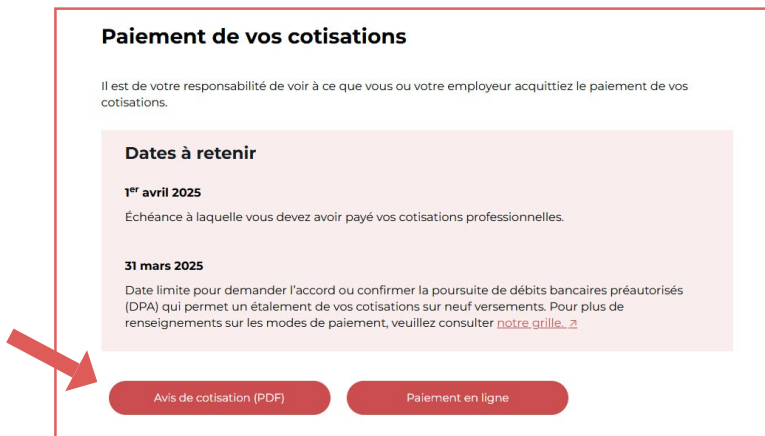 Paiement de vos cotisations
Il est de votre responsabilité de voir à ce que vous ou votre employeur acquittiez le paiement de vos
cotisations.
Dates à retenir
1er avril 2025
Échéance à laquelle vous devez avoir payé vos cotisations professionnelles.
31 mars 2025
Date limite pour demander l'accord ou confirmer la poursuite de débits bancaires préautorisés
(DPA) qui permet un étalement de vos cotisations sur neuf versements. Pour plus de
renseignements sur les modes de paiement, veuillez consulter notre grille. ↗
Avis de cotisation (PDF) Paiement en ligne